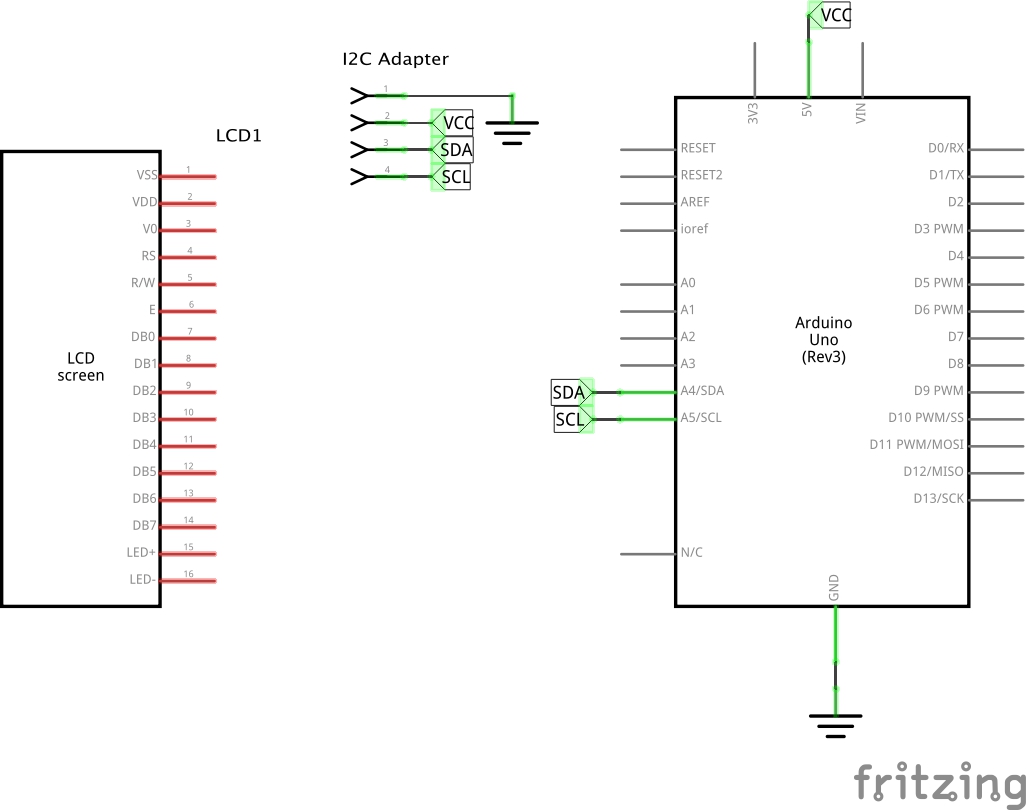 VCC
I2C Adapter
1
2
VCC
3
SDA
4
SCL
LCD1
VSS 1
VDD 2
V0 3
RS 4
R/W 5
E 6
DB0 7
DB1 8
DB2 9
DB3 10
DB4 11
DB5 12
DB6 13
DB7 14
LED+ 15
LED- 16
LCD
screen
3V3
5V
VIN
RESET
RESET2
AREF
ioref
A0
A1
A2
A3
SDA
A4/SDA
SCL
A5/SCL
N/C
Arduino
Uno
(Rev3)
D0/RX
D1/TX
D2
D3 PWM
D4
D5 PWM
D6 PWM
D7
D8
D9 PWM
D10 PWM/SS
D11 PWM/MOSI
D12/MISO
D13/SCK
GND
fritzing